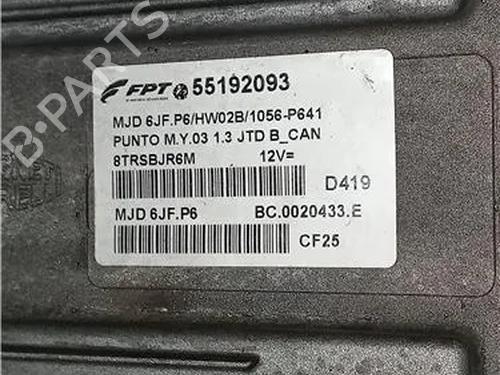 B-PARTS
FPT 55192093
MJD 6JF.P6/HW02B/1056-P641
PUNTO M.Y.03 1.3 JTD B_CAN
8TRSBJR6M 12V=
D419
MJD 6JF.P6 BC.0020433.E
CF25